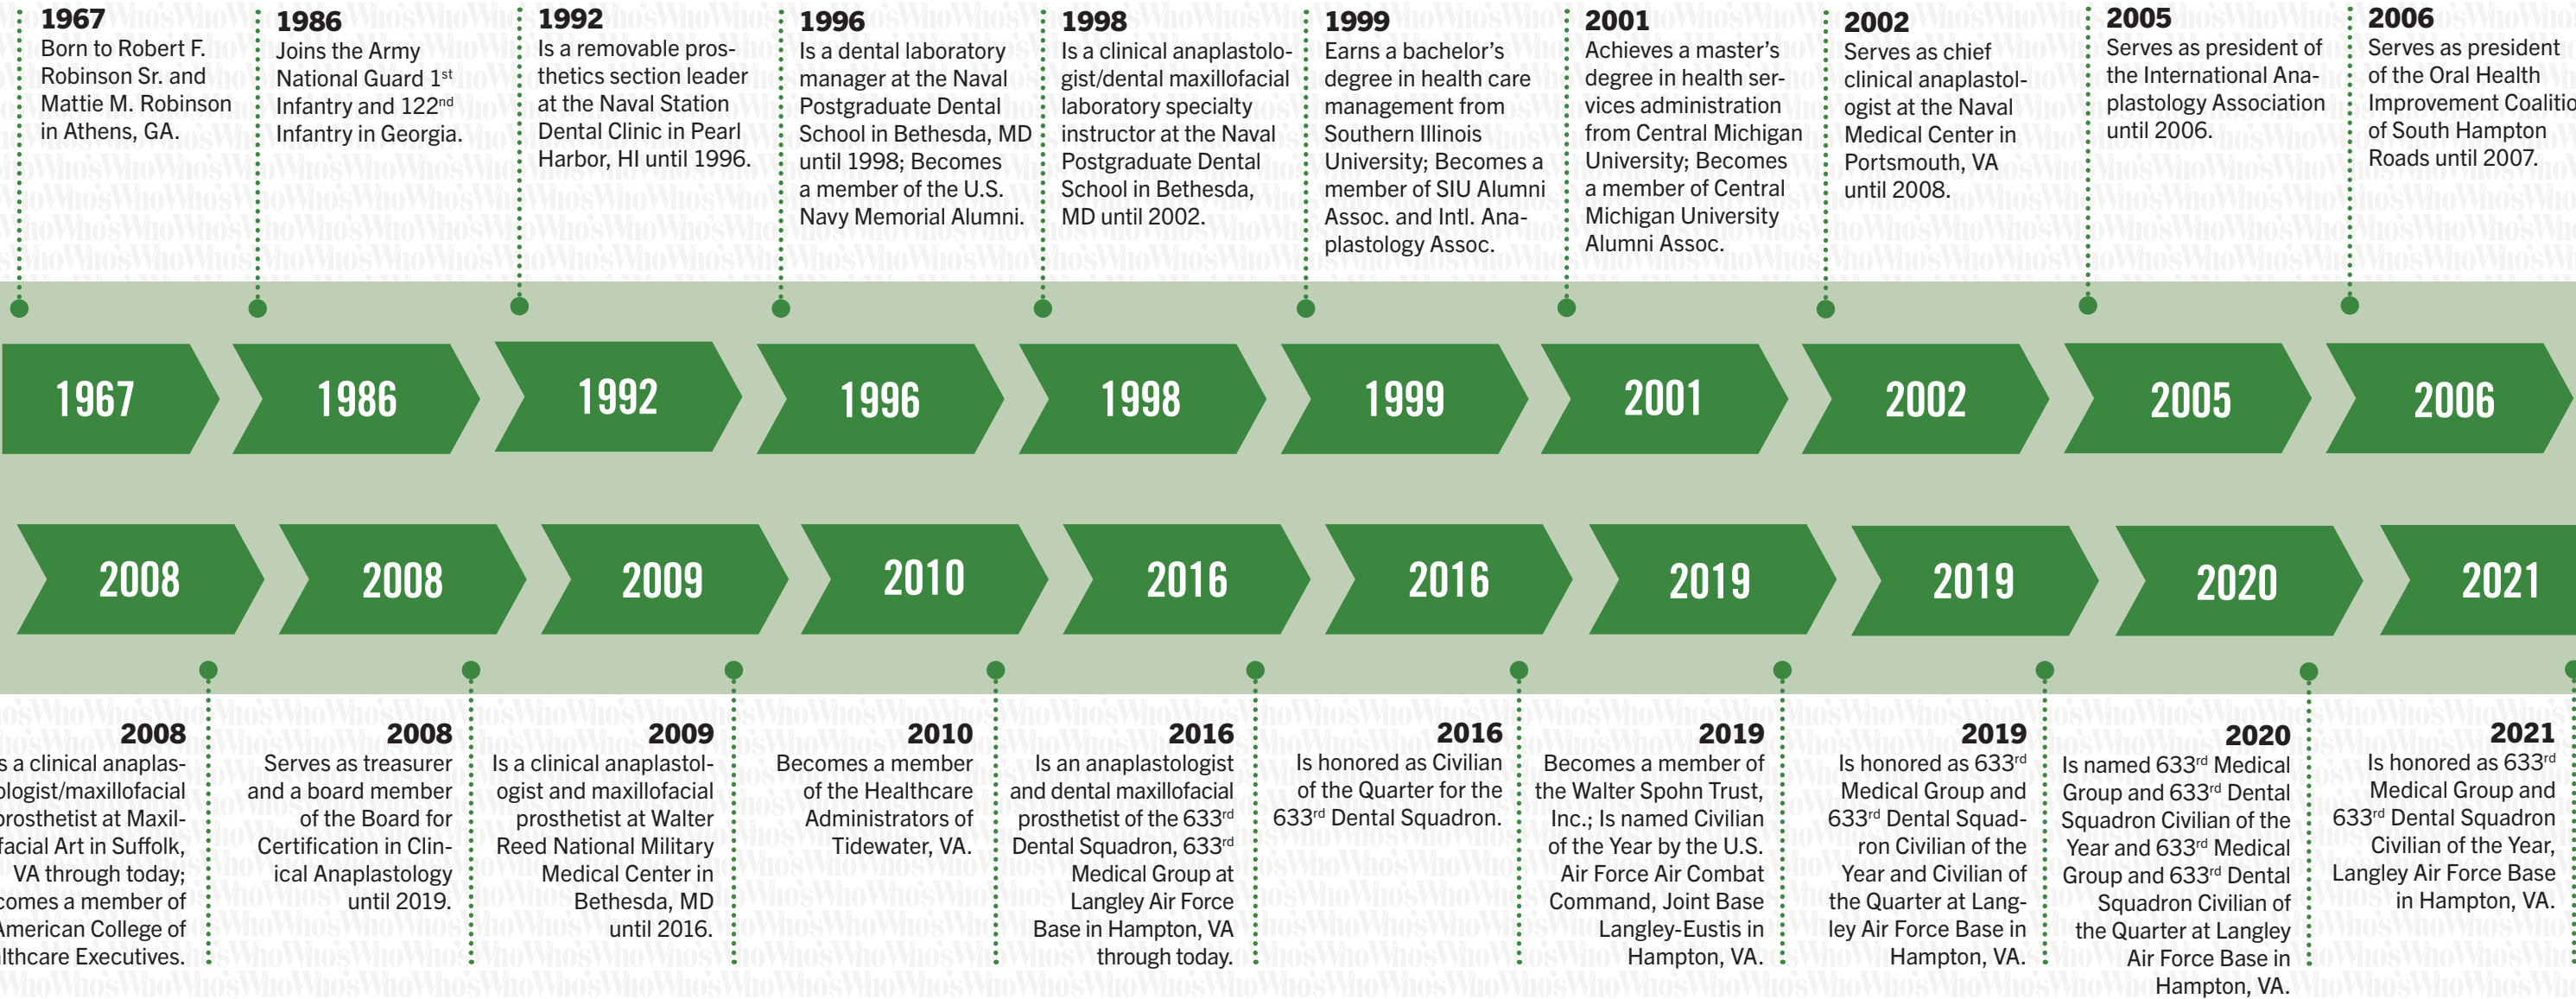 1967
Born to Robert F.
Robinson Sr. and
Mattie M. Robinson
in Athens, GA.
1986
Joins the Army
National Guard 1st
Infantry and 122nd
Infantry in Georgia.
1992
Is a removable pros-
thetics section leader
at the Naval Station
Dental Clinic in Pearl
Harbor, HI until 1996.
1996
Is a dental laboratory
manager at the Naval
Postgraduate Dental
School in Bethesda, MD
until 1998; Becomes
a member of the U.S.
Navy Memorial Alumni.
1998
Is a clinical anaplastolo-
gist/dental maxillofacial
laboratory specialty
instructor at the Naval
Postgraduate Dental
School in Bethesda,
MD until 2002.
1999
Earns a bachelor's
degree in health care
management from
Southern Illinois
University; Becomes a
member of SIU Alumni
Assoc. and Intl. Ana-
plastology Assoc.
2001
Achieves a master's
degree in health ser-
vices administration
from Central Michigan
University; Becomes
a member of Central
Michigan University
Alumni Assoc.
2002
Serves as chief
clinical anaplastol-
ogist at the Naval
Medical Center in
Portsmouth, VA
until 2008.
2005
Serves as president of
the International Ana-
plastology Association
until 2006.
2006
Serves as president
of the Oral Health
Improvement Coalitio
of South Hampton
Roads until 2007.
1967
1986
1992
1996
1998
1999
2001
2002
2005
2006
2008
2008
2009
2010
2016
2016
2019
2019
2020
2021
2008
s a clinical anaplas-
ologist/maxillofacial
prosthetist at Maxil-
facial Art in Suffolk,
VA through today;
comes a member of
American College of
lthcare Executives.
2008
Serves as treasurer
and a board member
of the Board for
Certification in Clin-
ical Anaplastology
until 2019.
2009
Is a clinical anaplastol-
ogist and maxillofacial
prosthetist at Walter
Reed National Military
Medical Center in
Bethesda, MD
until 2016.
2010
Becomes a member
of the Healthcare
Administrators of
Tidewater, VA.
2016
Is an anaplastologist
and dental maxillofacial
prosthetist of the 633rd
Dental Squadron, 633rd
Medical Group at
Langley Air Force
Base in Hampton, VA
through today.
2016
Is honored as Civilian
of the Quarter for the
633rd Dental Squadron.
2019
Becomes a member of
the Walter Spohn Trust,
Inc.; Is named Civilian
of the Year by the U.S.
Air Force Air Combat
Command, Joint Base
Langley-Eustis in
Hampton, VA.
2019
Is honored as 633rd
Medical Group and
633rd Dental Squad-
ron Civilian of the
Year and Civilian of
the Quarter at Lang-
ley Air Force Base in
Hampton, VA.
2020
Is named 633rd Medical
Group and 633rd Dental
Squadron Civilian of the
Year and 633rd Medical
Group and 633rd Dental
Squadron Civilian of
the Quarter at Langley
Air Force Base in
Hampton, VA.
2021
Is honored as 633rd
Medical Group and
633rd Dental Squadron
Civilian of the Year,
Langley Air Force Base
in Hampton, VA.